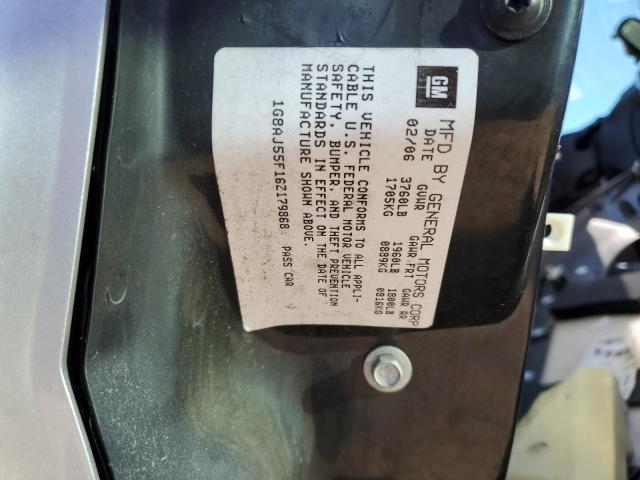 GM MFD BY GENERAL MOTORS CORP
DATE GVWR GAWR FRT GAWR RR
02/06 3760LB 1960LB 1800LB
1705KG 0889KG 0816KG
THIS VEHICLE CONFORMS TO ALL APPLI-
CABLE U.S. FEDERAL MOTOR VEHICLE
SAFETY, BUMPER, AND THEFT PREVENTION
STANDARDS IN EFFECT ON THE DATE OF
MANUFACTURE SHOWN ABOVE.
1G8AJ55F16Z179868 PASS CAR